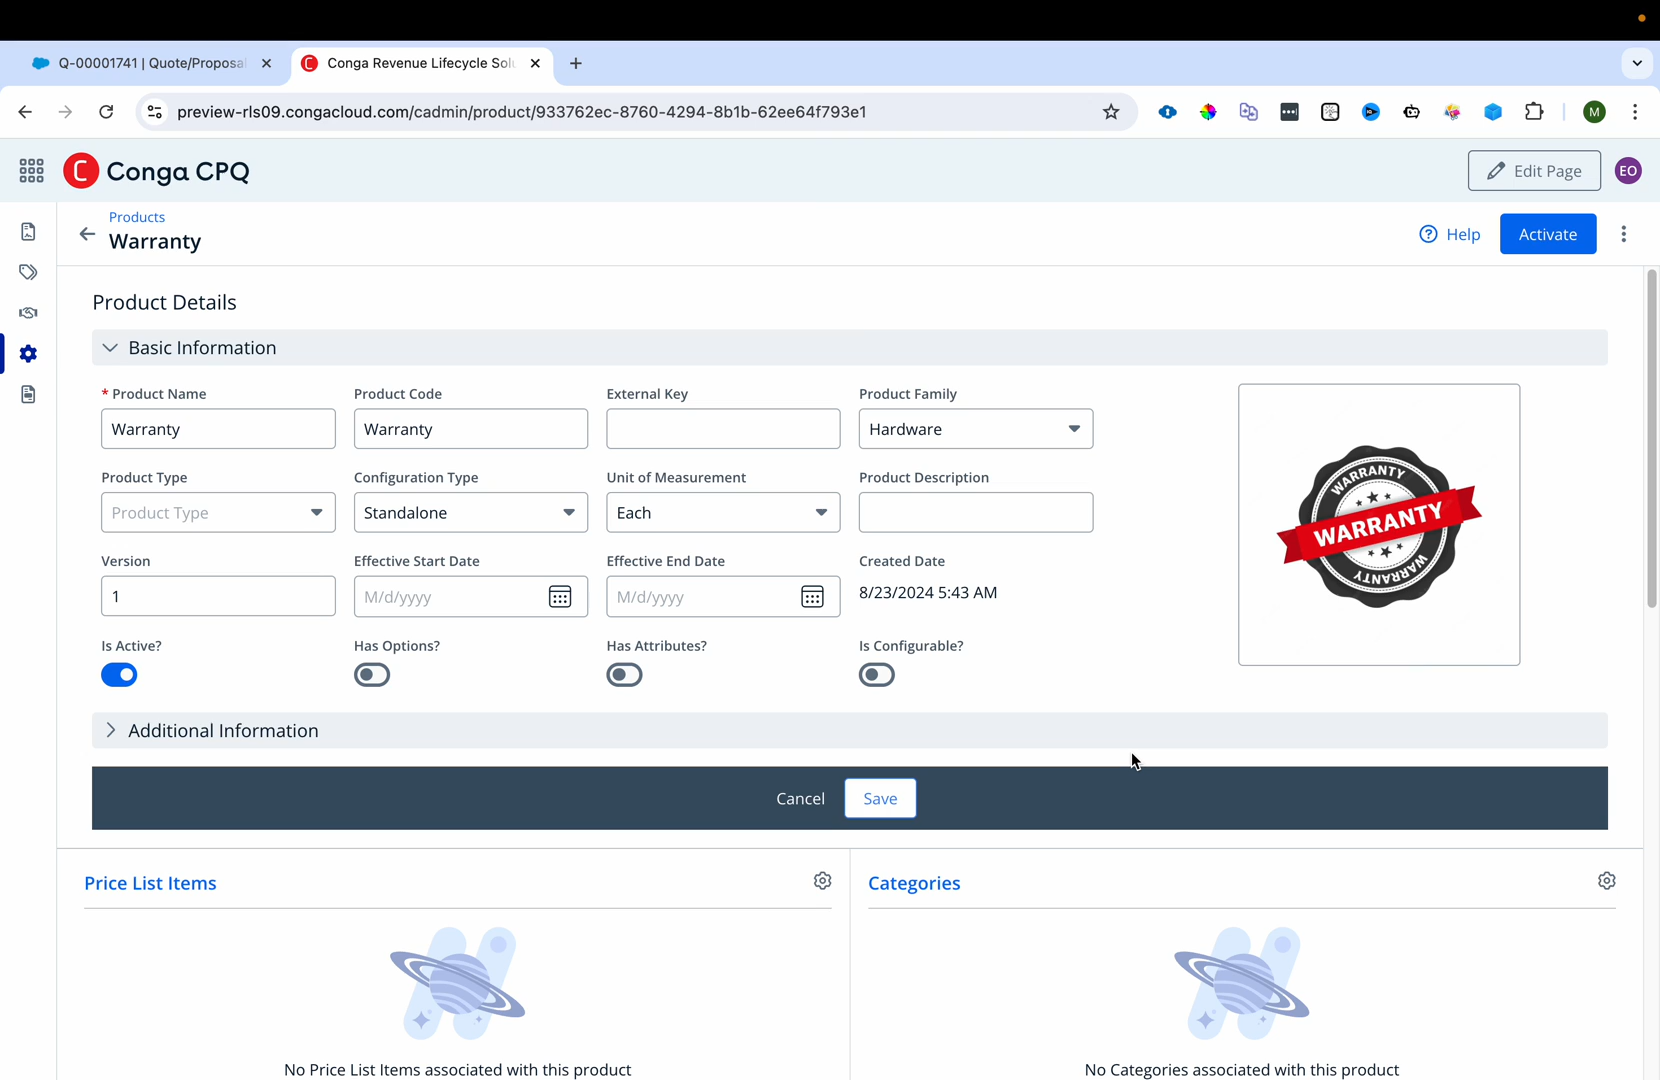 Q-00001741 | Quote/Proposal
Conga Revenue Lifecycle Solu
preview-rls09.congacloud.com/cadmin/product/933762ec-8760-4294-8b1b-62ee64f793e1
M
C Conga CPQ
Edit Page
EO
Products
Warranty
Help
Activate
Product Details
Basic Information
* Product Name
Product Code
External Key
Product Family
Warranty
Warranty
Hardware
Product Type
Configuration Type
Unit of Measurement
Product Description
Product Type
Standalone
Each
Version
Effective Start Date
Effective End Date
Created Date
1
M/d/yyyy
M/d/yyyy
8/23/2024 5:43 AM
Is Active?
Has Options?
Has Attributes?
Is Configurable?
WARRANTY
WARRANTY
WARRANTY
Additional Information
Cancel
Save
Price List Items
Categories
No Price List Items associated with this product
No Categories associated with this product